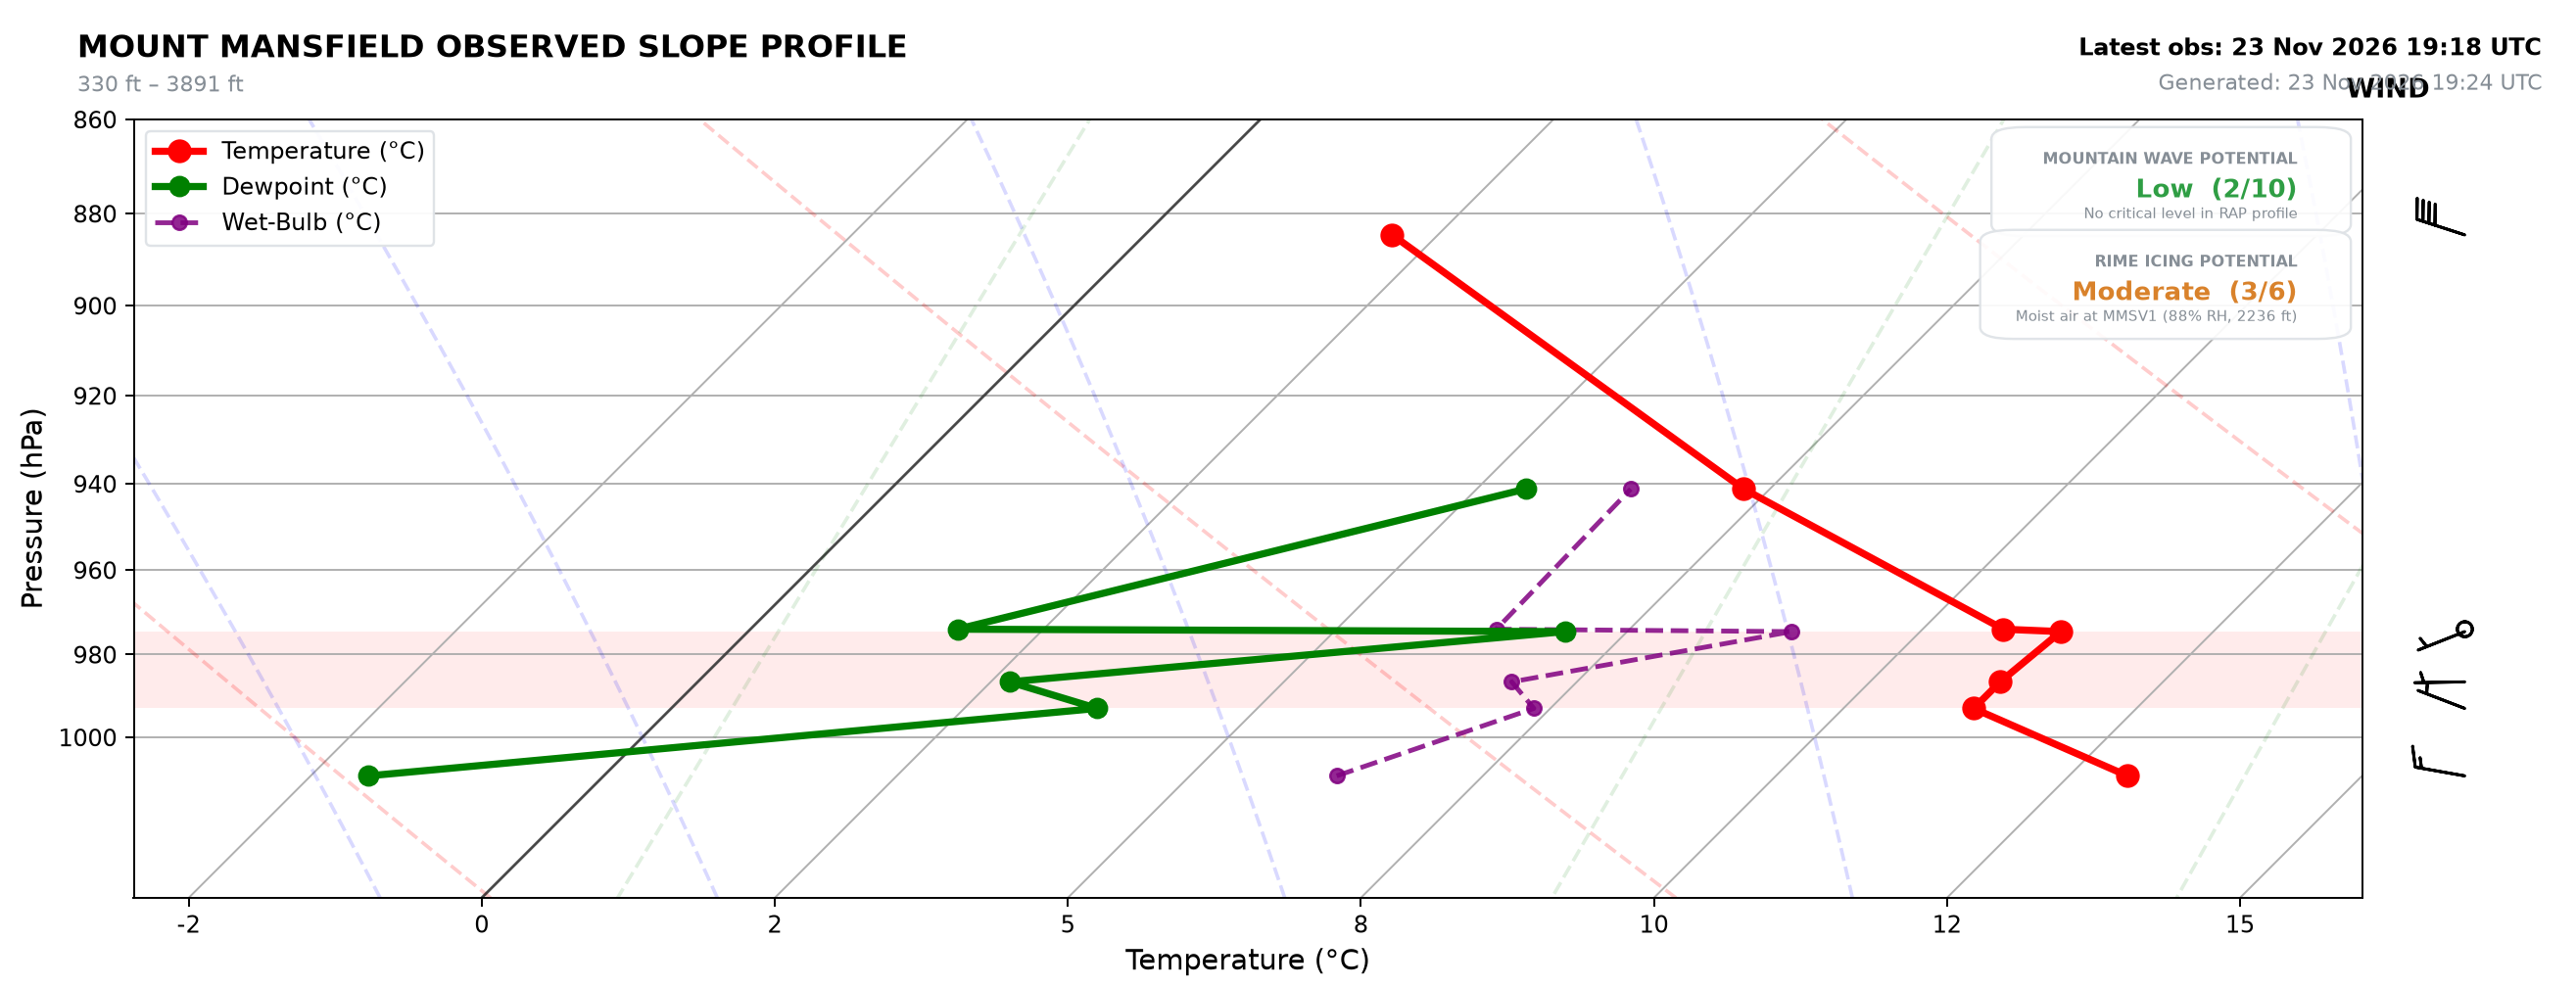 MOUNT MANSFIELD OBSERVED SLOPE PROFILE
330 ft – 3891 ft
Latest obs: 23 Nov 2026 19:18 UTC
Generated: 23 Nov 2026 19:24 UTC
WIND
Temperature (°C)
Dewpoint (°C)
Wet-Bulb (°C)
MOUNTAIN WAVE POTENTIAL
Low (2/10)
No critical level in RAP profile
RIME ICING POTENTIAL
Moderate (3/6)
Moist air at MMSV1 (88% RH, 2236 ft)
Pressure (hPa)
860
880
900
920
940
960
980
1000
-2
0
2
5
8
10
12
15
Temperature (°C)